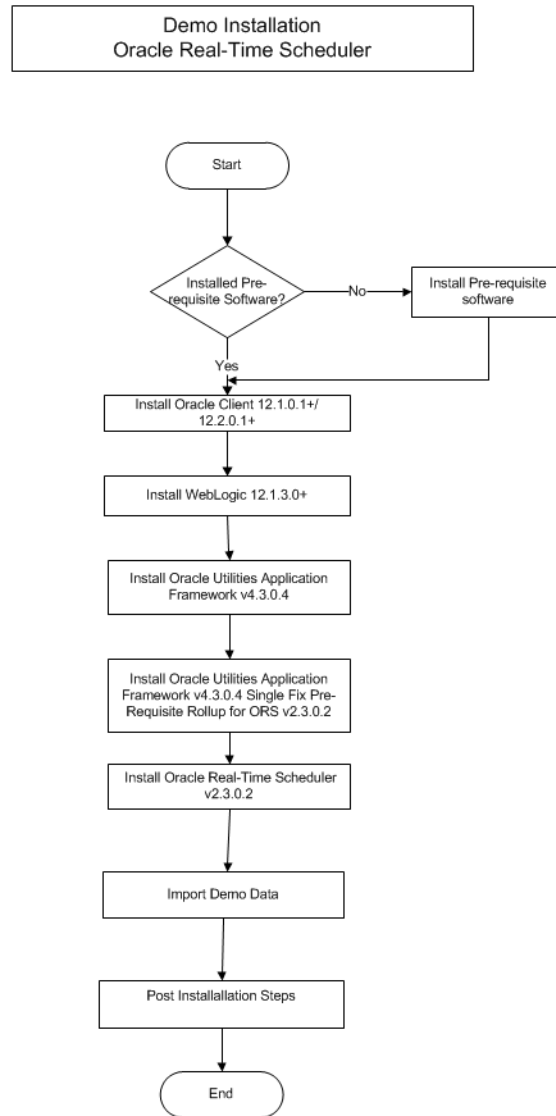 Demo Installation
Oracle Real-Time Scheduler
Start
Installed Pre-
requisite Software?
No
Install Pre-requisite
software
Yes
Install Oracle Client 12.1.0.1+/
12.2.0.1+
Install WebLogic 12.1.3.0+
Install Oracle Utilities Application
Framework v4.3.0.4
Install Oracle Utilities Application
Framework v4.3.0.4 Single Fix Pre-
Requisite Rollup for ORS v2.3.0.2
Install Oracle Real-Time Scheduler
v2.3.0.2
Import Demo Data
Post Installallation Steps
End